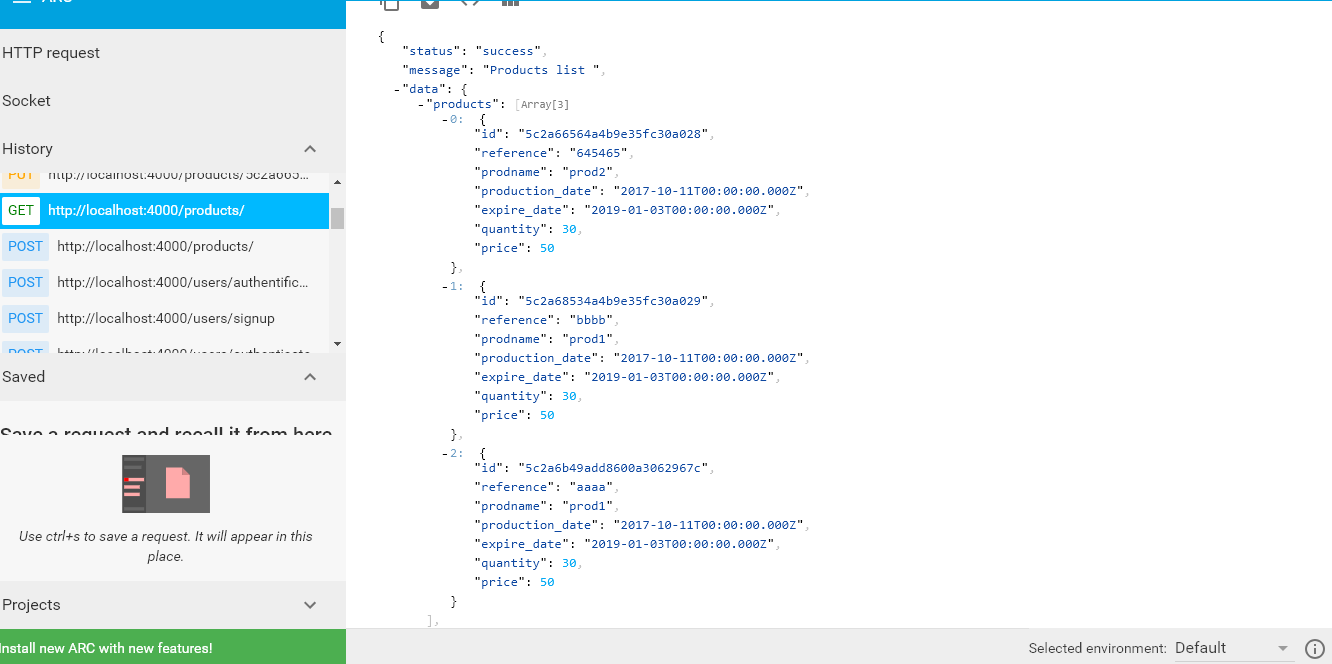 ARC
HTTP request
Socket
History
PUT http://localhost:4000/products/5c2a665...
GET http://localhost:4000/products/
POST http://localhost:4000/products/
POST http://localhost:4000/users/authentific...
POST http://localhost:4000/users/signup
POST http://localhost:4000/users/authenticate
Saved
Save a request and recall it from here
Use ctrl+s to save a request. It will appear in this
place.
Projects
Install new ARC with new features!
{
"status": "success",
"message": "Products list ",
-"data": {
-"products": [Array[3]
-0: {
"id": "5c2a66564a4b9e35fc30a028",
"reference": "645465",
"prodname": "prod2",
"production_date": "2017-10-11T00:00:00.000Z",
"expire_date": "2019-01-03T00:00:00.000Z",
"quantity": 30,
"price": 50
},
-1: {
"id": "5c2a68534a4b9e35fc30a029",
"reference": "bbbb",
"prodname": "prod1",
"production_date": "2017-10-11T00:00:00.000Z",
"expire_date": "2019-01-03T00:00:00.000Z",
"quantity": 30,
"price": 50
},
-2: {
"id": "5c2a6b49add8600a3062967c",
"reference": "aaaa",
"prodname": "prod1",
"production_date": "2017-10-11T00:00:00.000Z",
"expire_date": "2019-01-03T00:00:00.000Z",
"quantity": 30,
"price": 50
}
],
Selected environment: Default